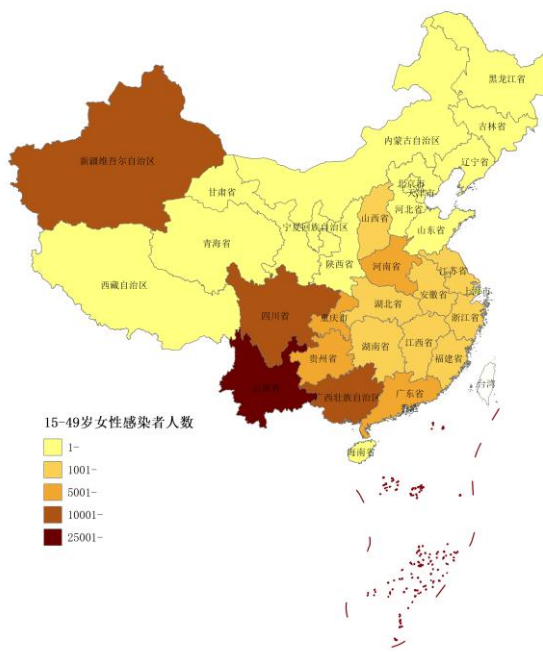 黑龙江省
吉林省
内蒙古自治区
辽宁省
新疆维吾尔自治区
北京市
天津市
甘肃省
河北省
山西省
宁夏回族自治区
山东省
青海省
陕西省
河南省
江苏省
西藏自治区
上海市
安徽省
湖北省
四川省
重庆市
浙江省
湖南省
江西省
贵州省
福建省
云南省
台湾
广西壮族自治区
广东省
香港
海南省
15-49岁女性感染者人数
1-
1001-
5001-
10001-
25001-